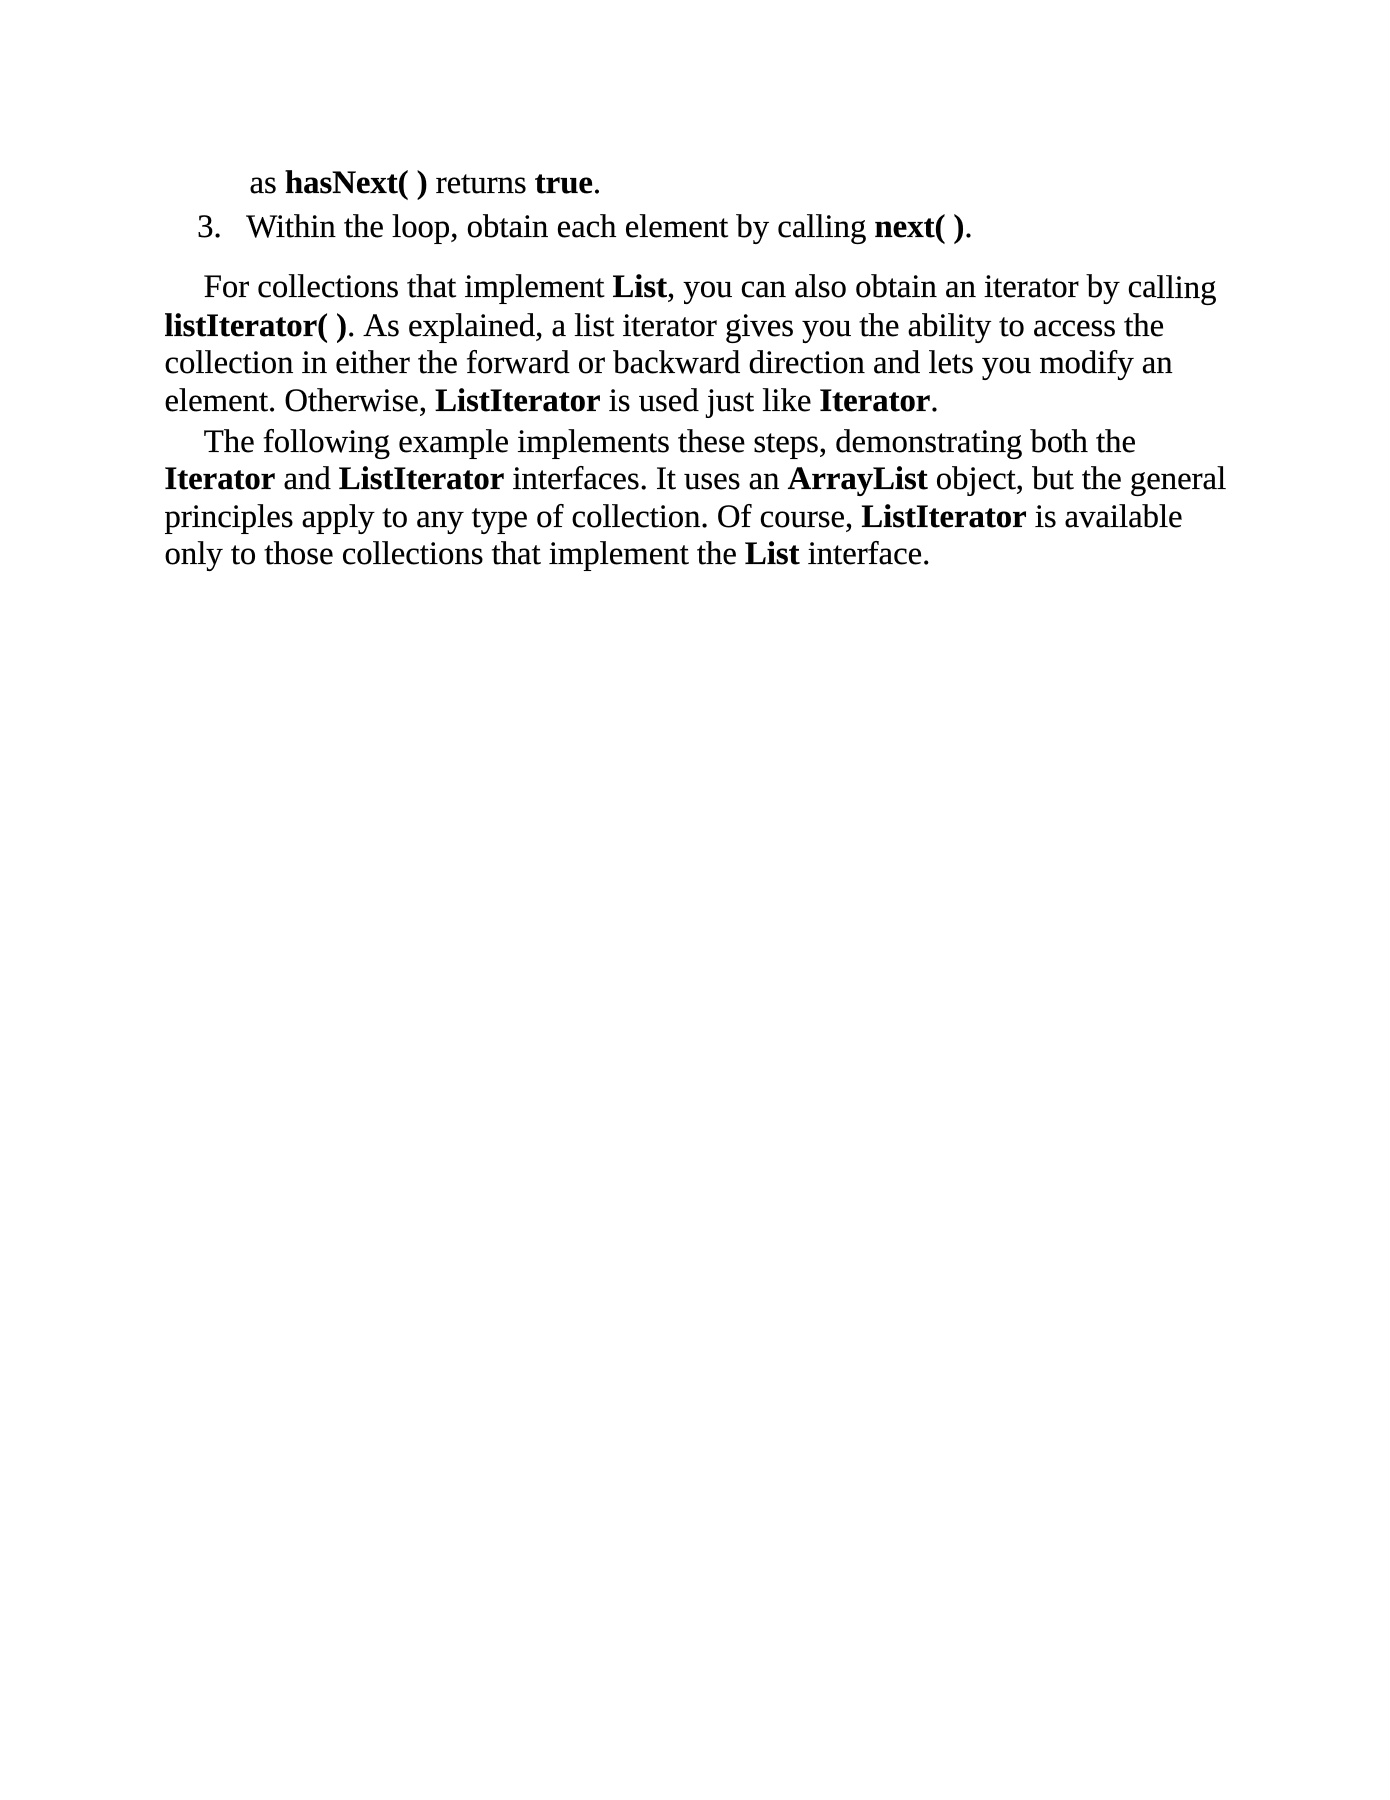 as hasNext( ) returns true.
3. Within the loop, obtain each element by calling next( ).
For collections that implement List, you can also obtain an iterator by calling
listIterator( ). As explained, a list iterator gives you the ability to access the
collection in either the forward or backward direction and lets you modify an
element. Otherwise, ListIterator is used just like Iterator.
The following example implements these steps, demonstrating both the
Iterator and ListIterator interfaces. It uses an ArrayList object, but the general
principles apply to any type of collection. Of course, ListIterator is available
only to those collections that implement the List interface.